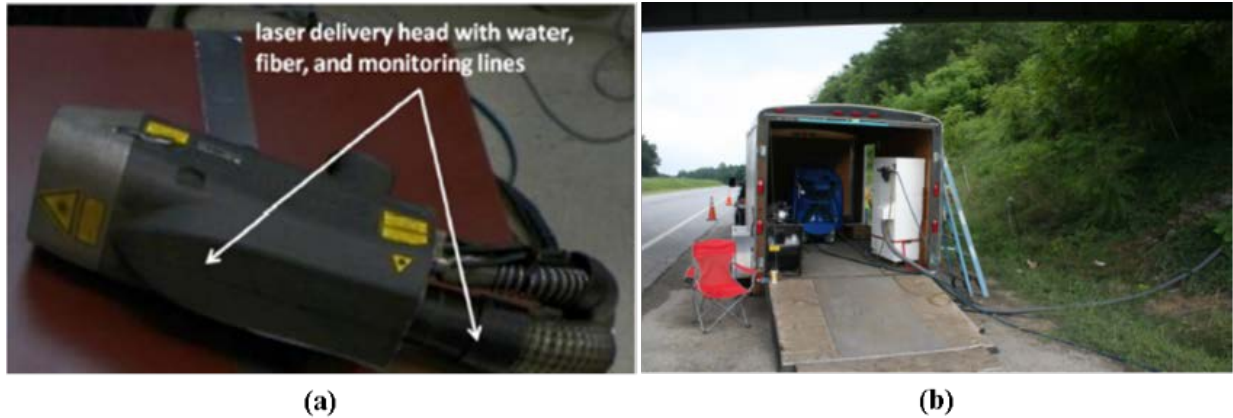 laser delivery head with water,
fiber, and monitoring lines
(a)
(b)